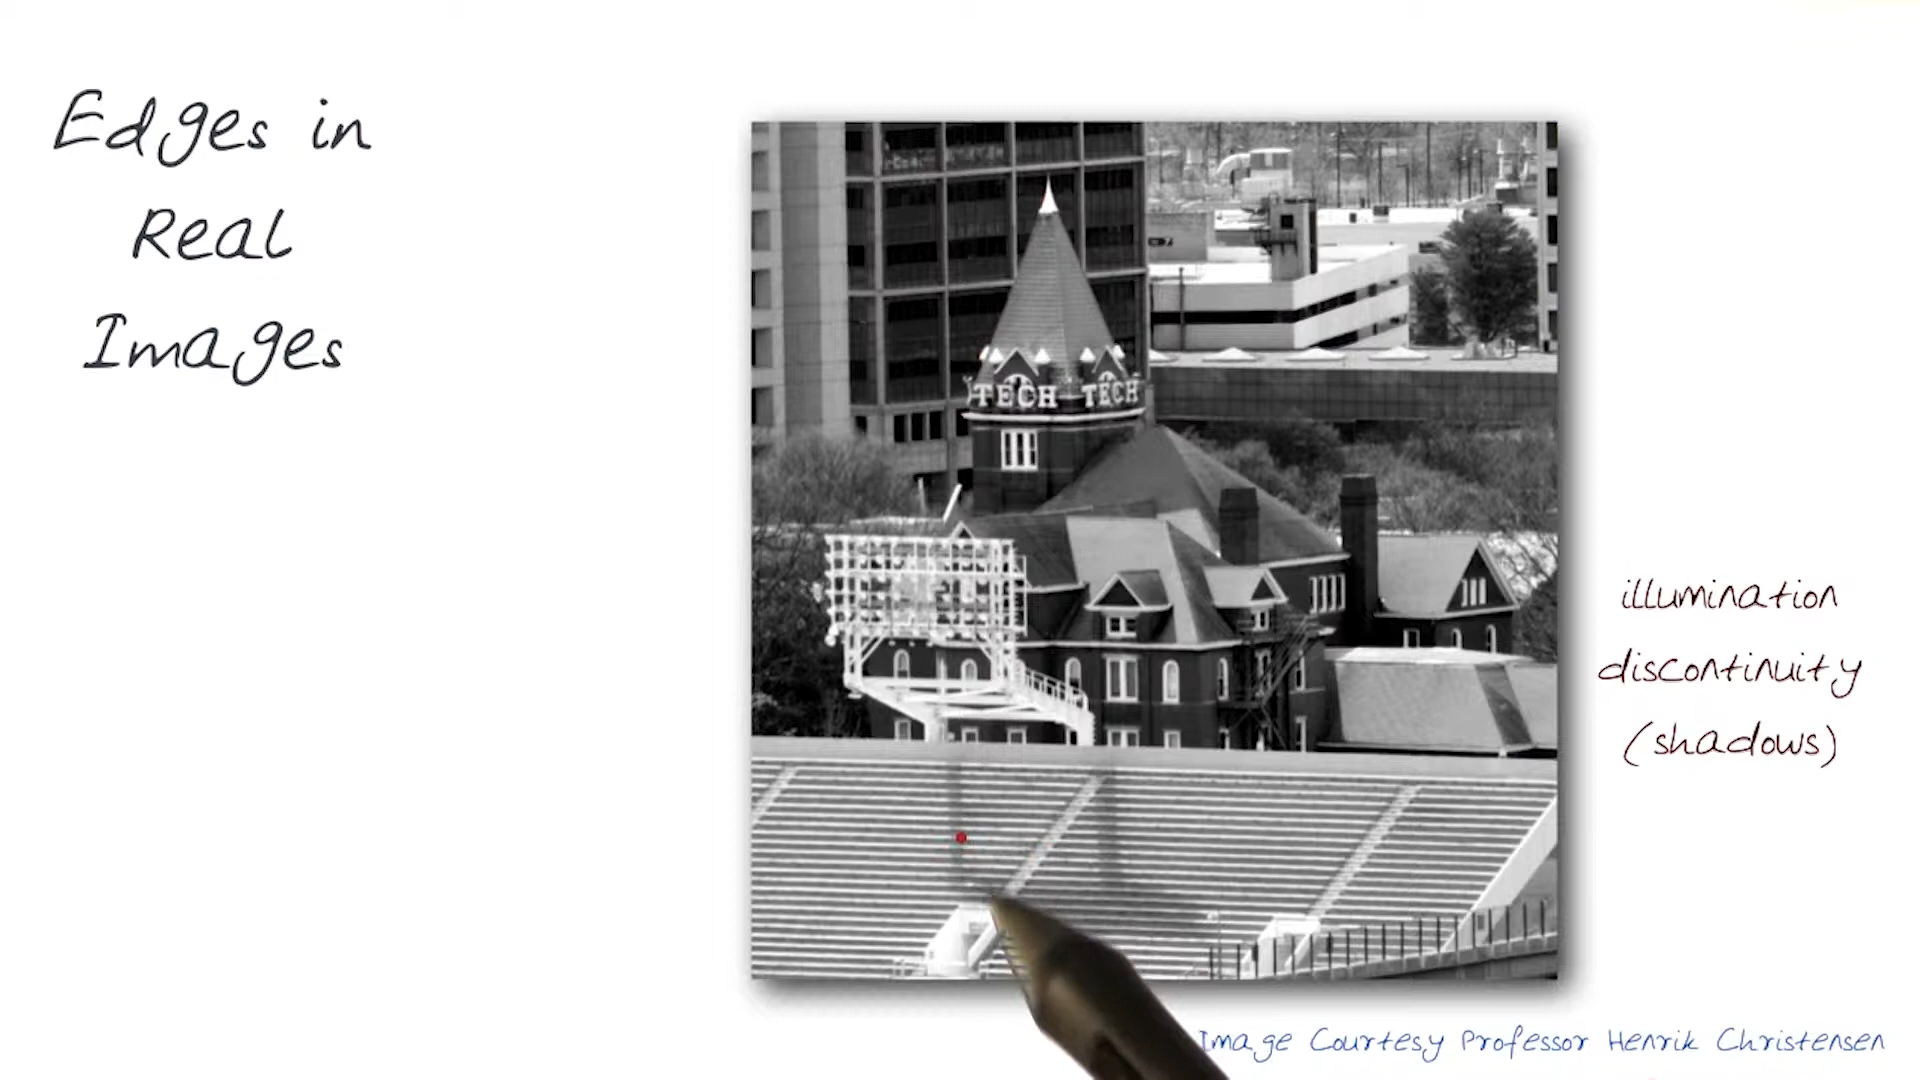 Edges in
Real
Images
TECH TECH
illumination
discontinuity
(shadows)
Image Courtesy Professor Henrik Christensen